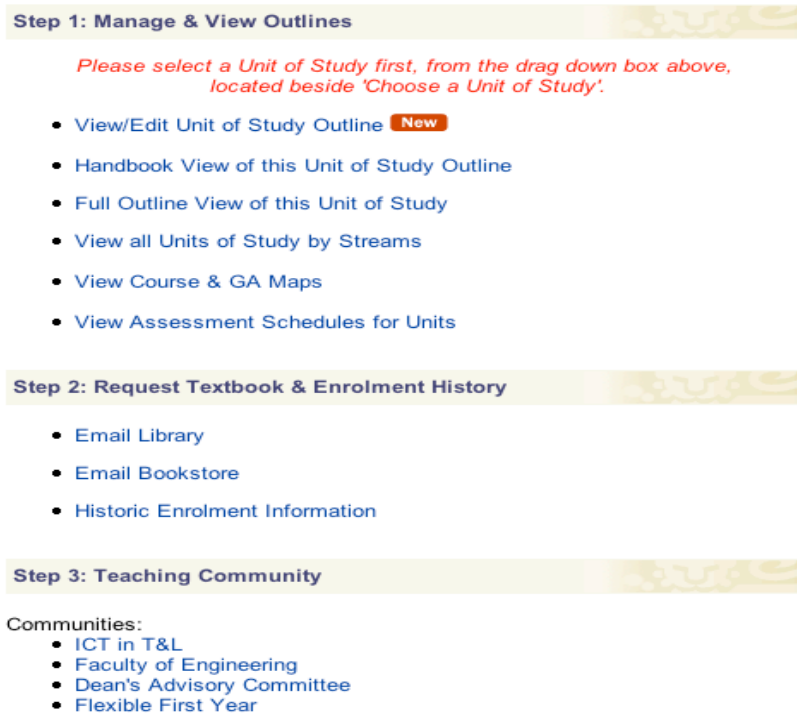 Step 1: Manage & View Outlines
Please select a Unit of Study first, from the drag down box above,
located beside 'Choose a Unit of Study'.
View/Edit Unit of Study Outline New
Handbook View of this Unit of Study Outline
Full Outline View of this Unit of Study
View all Units of Study by Streams
View Course & GA Maps
View Assessment Schedules for Units
Step 2: Request Textbook & Enrolment History
Email Library
Email Bookstore
Historic Enrolment Information
Step 3: Teaching Community
Communities:
ICT in T&L
Faculty of Engineering
Dean's Advisory Committee
Flexible First Year